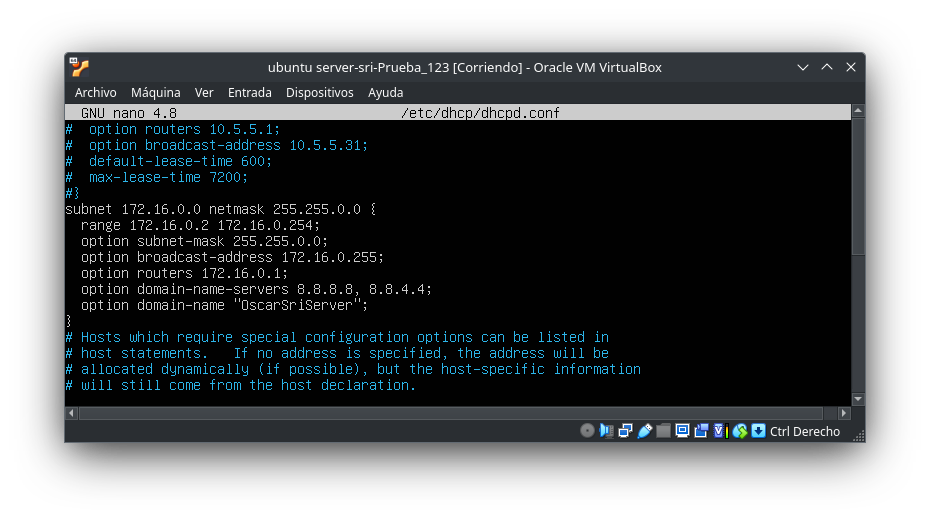 ubuntu server-sri-Prueba_123 [Corriendo] - Oracle VM VirtualBox
Archivo Máquina Ver Entrada Dispositivos Ayuda
GNU nano 4.8 /etc/dhcp/dhcpd.conf
#  option routers 10.5.5.1;
#  option broadcast-address 10.5.5.31;
#  default-lease-time 600;
#  max-lease-time 7200;
#}
subnet 172.16.0.0 netmask 255.255.0.0 {
  range 172.16.0.2 172.16.0.254;
  option subnet-mask 255.255.0.0;
  option broadcast-address 172.16.0.255;
  option routers 172.16.0.1;
  option domain-name-servers 8.8.8.8, 8.8.4.4;
  option domain-name "OscarSriServer";
}
# Hosts which require special configuration options can be listed in
# host statements.   If no address is specified, the address will be
# allocated dynamically (if possible), but the host-specific information
# will still come from the host declaration.
Ctrl Derecho